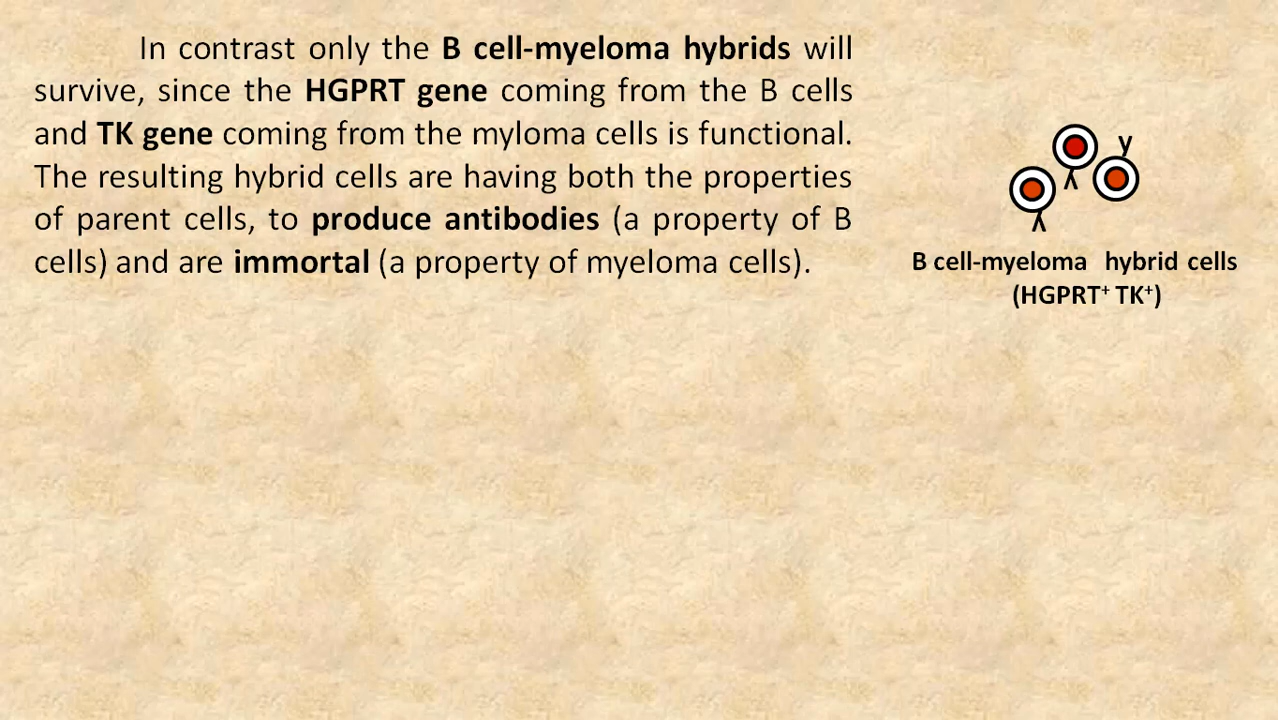 In contrast only the B cell-myeloma hybrids will
survive, since the HGPRT gene coming from the B cells
and TK gene coming from the myloma cells is functional.
The resulting hybrid cells are having both the properties
of parent cells, to produce antibodies (a property of B
cells) and are immortal (a property of myeloma cells).
B cell-myeloma hybrid cells
(HGPRT⁺ TK⁺)